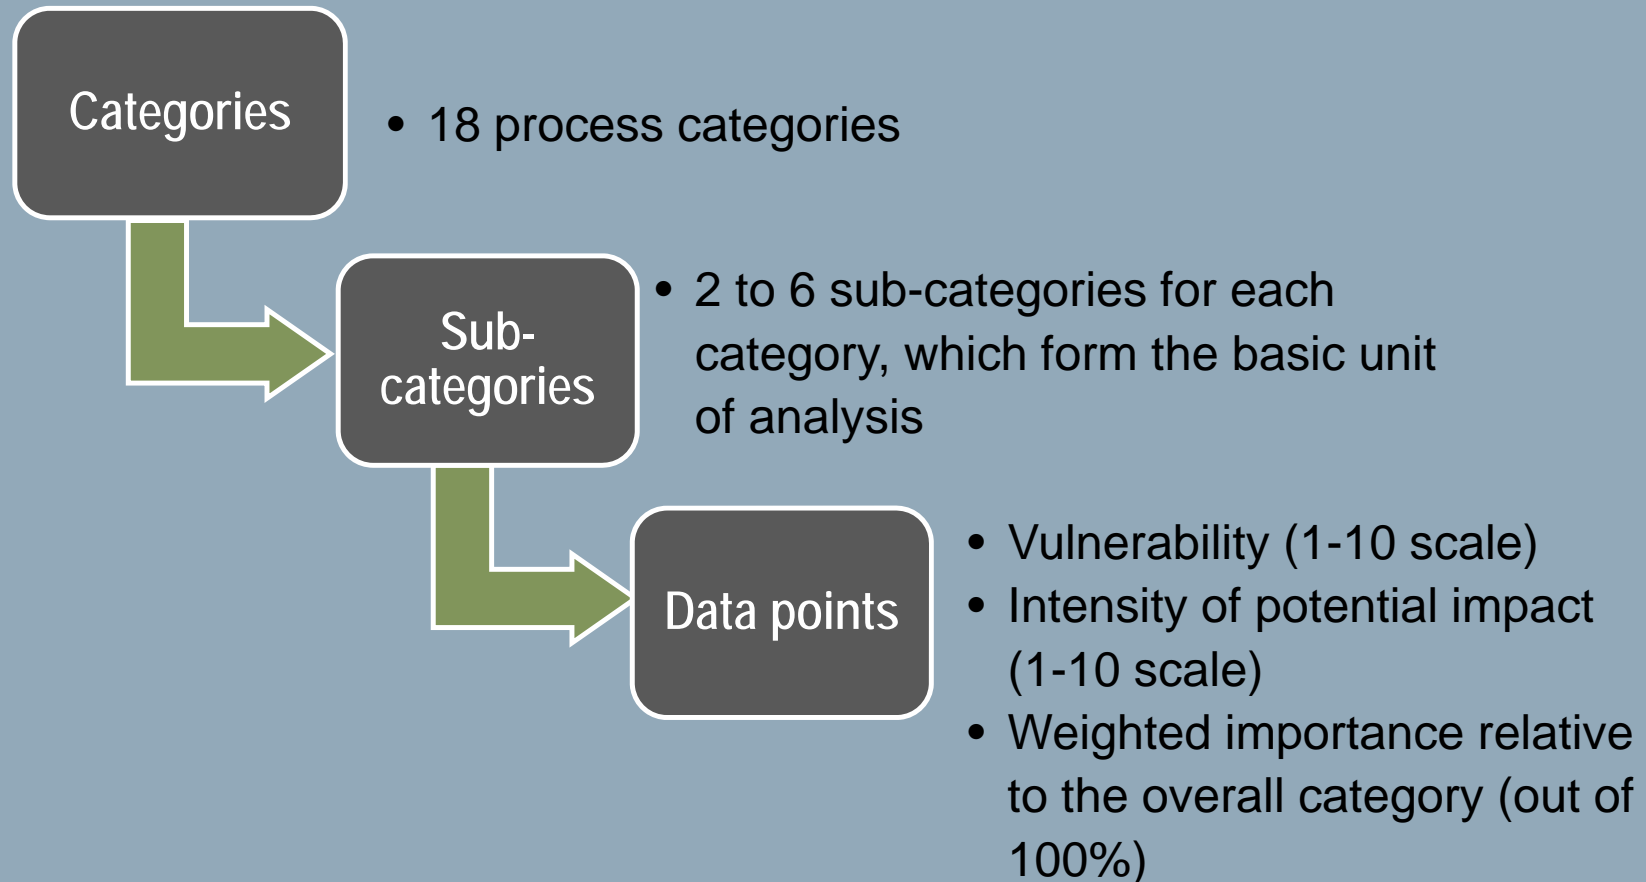 Categories
• 18 process categories
Sub-
categories
• 2 to 6 sub-categories for each
category, which form the basic unit
of analysis
Data points
• Vulnerability (1-10 scale)
• Intensity of potential impact
(1-10 scale)
• Weighted importance relative
to the overall category (out of
100%)